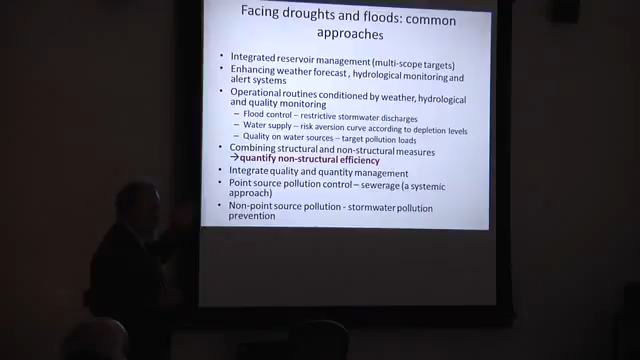 Facing droughts and floods: common
approaches
• Integrated reservoir management (multi-scope targets)
• Enhancing weather forecast , hydrological monitoring and
alert systems
• Operational routines conditioned by weather, hydrological
and quality monitoring
– Flood control – restrictive stormwater discharges
– Water supply – risk aversion curve according to depletion levels
– Quality on water sources – target pollution loads
• Combining structural and non-structural measures
→quantify non-structural efficiency
• Integrate quality and quantity management
• Point source pollution control – sewerage (a systemic
approach)
• Non-point source pollution - stormwater pollution
prevention